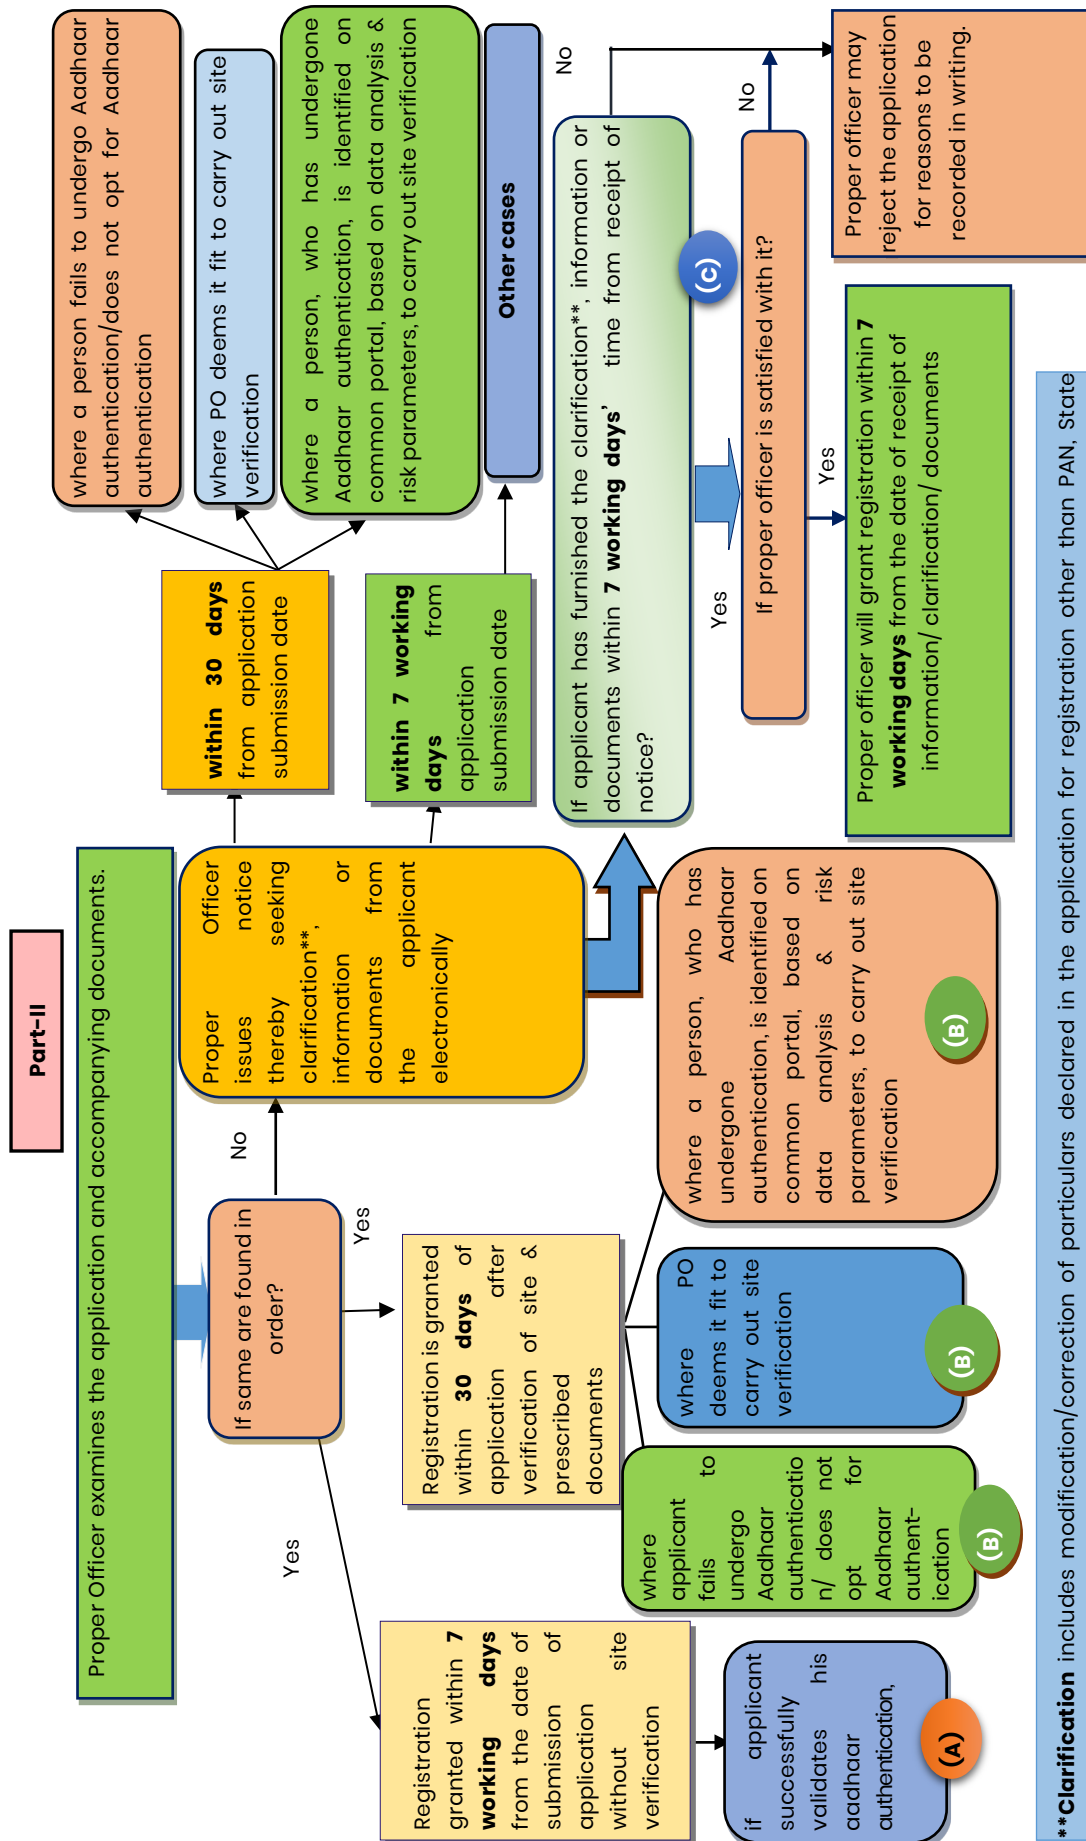 Part-II
Proper Officer examines the application and accompanying documents.
If same are found in
order?
No
Yes
Yes
Proper Officer
issues notice
thereby seeking
clarification**,
information or
documents from
the applicant
electronically
within 30 days
from application
submission date
where a person fails to undergo Aadhaar
authentication/does not opt for Aadhaar
authentication
where PO deems it fit to carry out site
verification
where a person, who has undergone
Aadhaar authentication, is identified on
common portal, based on data analysis &
risk parameters, to carry out site verification
within 7 working
days from
application
submission date
Other cases
Registration
granted within 7
working days
from the date of
submission of
application
without site
verification
if applicant
successfully
validates his
aadhaar
authentication,
(A)
Registration is granted
within 30 days of
application after
verification of site &
prescribed
documents
where
applicant
fails to
undergo
Aadhaar
authenticatio
n/ does not
opt for
Aadhaar
authent-
ication
(B)
where PO
deems it fit to
carry out site
verification
(B)
where a person, who has
undergone Aadhaar
authentication, is identified on
common portal, based on
data analysis & risk
parameters, to carry out site
verification
(B)
If applicant has furnished the clarification**, information or
documents within 7 working days' time from receipt of
notice?
(C)
No
Yes
If proper officer is satisfied with it?
No
Yes
Proper officer will grant registration within 7
working days from the date of receipt of
information/ clarification/ documents
Proper officer may
reject the application
for reasons to be
recorded in writing.
**Clarification includes modification/correction of particulars declared in the application for registration other than PAN, State